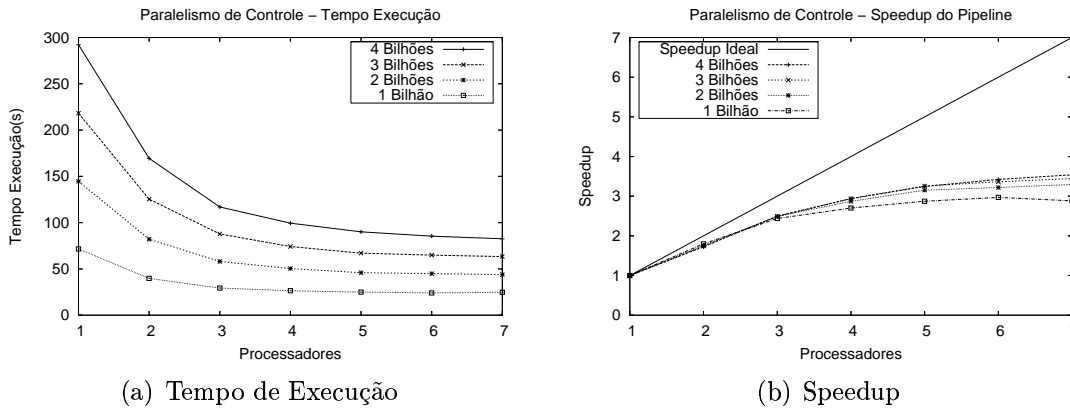 Paralelismo de Controle – Tempo Execução
300
250
200
150
100
50
0
Tempo Execução(s)
4 Bilhões
3 Bilhões
2 Bilhões
1 Bilhão
1 2 3 4 5 6 7
Processadores
(a) Tempo de Execução
Paralelismo de Controle – Speedup do Pipeline
7
6
5
4
3
2
1
0
Speedup
Speedup Ideal
4 Bilhões
3 Bilhões
2 Bilhões
1 Bilhão
1 2 3 4 5 6
Processadores
(b) Speedup